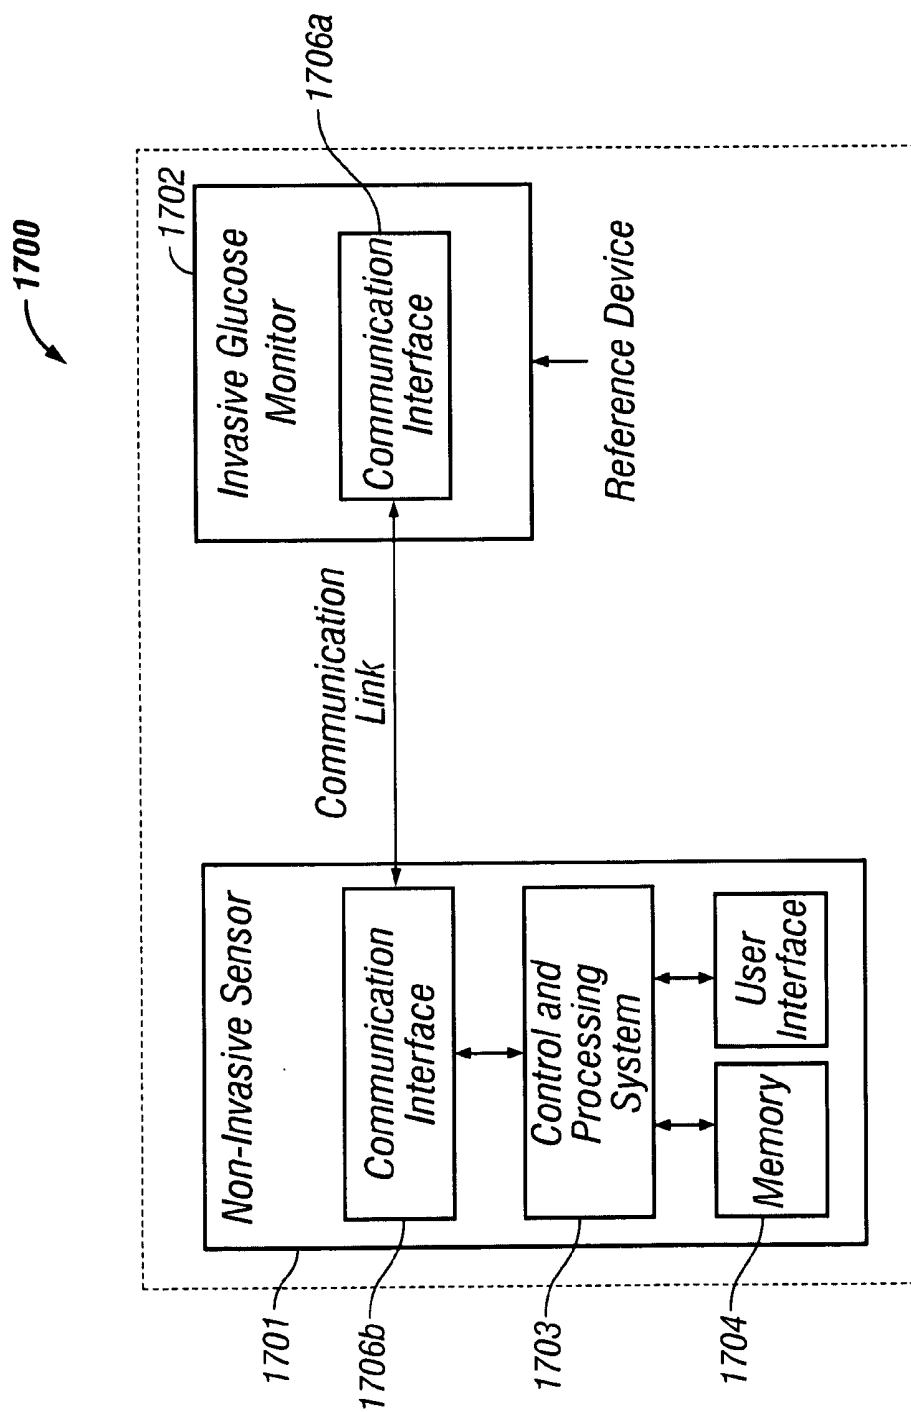 1700
1702
Invasive Glucose
Monitor
1706a
Communication
Interface
Reference Device
Communication
Link
1701
Non-Invasive Sensor
1706b
Communication
Interface
1703
Control and
Processing
System
1704
Memory
User
Interface